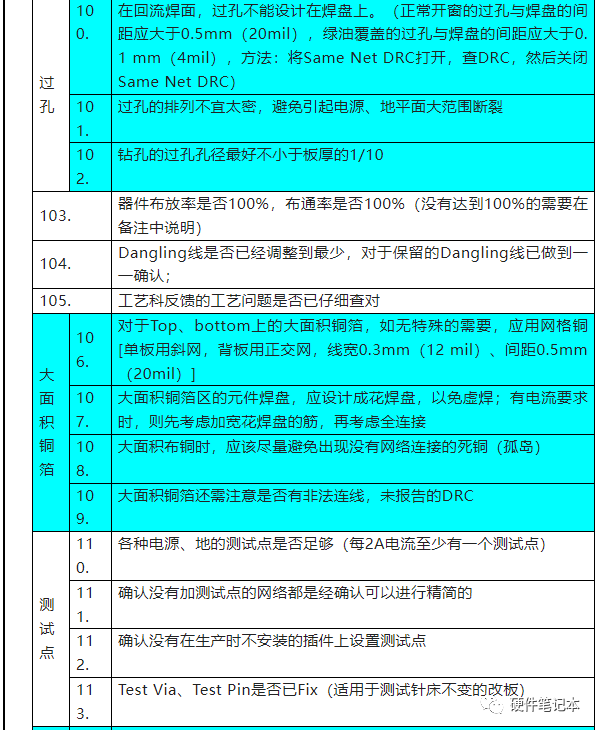 过孔
100.
在回流焊面，过孔不能设计在焊盘上。（正常开窗的过孔与焊盘的间
距应大于0.5mm（20mil），绿油覆盖的过孔与焊盘的间距应大于0.
1 mm（4mil），方法：将Same Net DRC打开，查DRC，然后关闭
Same Net DRC）
101.
过孔的排列不宜太密，避免引起电源、地平面大范围断裂
102.
钻孔的过孔孔径最好不小于板厚的1/10
103.
器件布放率是否100%，布通率是否100%（没有达到100%的需要在
备注中说明）
104.
Dangling线是否已经调整到最少，对于保留的Dangling线已做到一
一确认；
105.
工艺科反馈的工艺问题是否已仔细查对
大面积铜箔
106.
对于Top、bottom上的大面积铜箔，如无特殊的需要，应用网格铜
[单板用斜网，背板用正交网，线宽0.3mm（12 mil）、间距0.5mm
（20mil）]
107.
大面积铜箔区的元件焊盘，应设计成花焊盘，以免虚焊；有电流要求
时，则先考虑加宽花焊盘的筋，再考虑全连接
108.
大面积布铜时，应该尽量避免出现没有网络连接的死铜（孤岛）
109.
大面积铜箔还需注意是否有非法连线，未报告的DRC
测试点
110.
各种电源、地的测试点是否足够（每2A电流至少有一个测试点）
111.
确认没有加测试点的网络都是经确认可以进行精简的
112.
确认没有在生产时不安装的插件上设置测试点
113.
Test Via、Test Pin是否已Fix（适用于测试针床不变的改板）
硬件笔记本